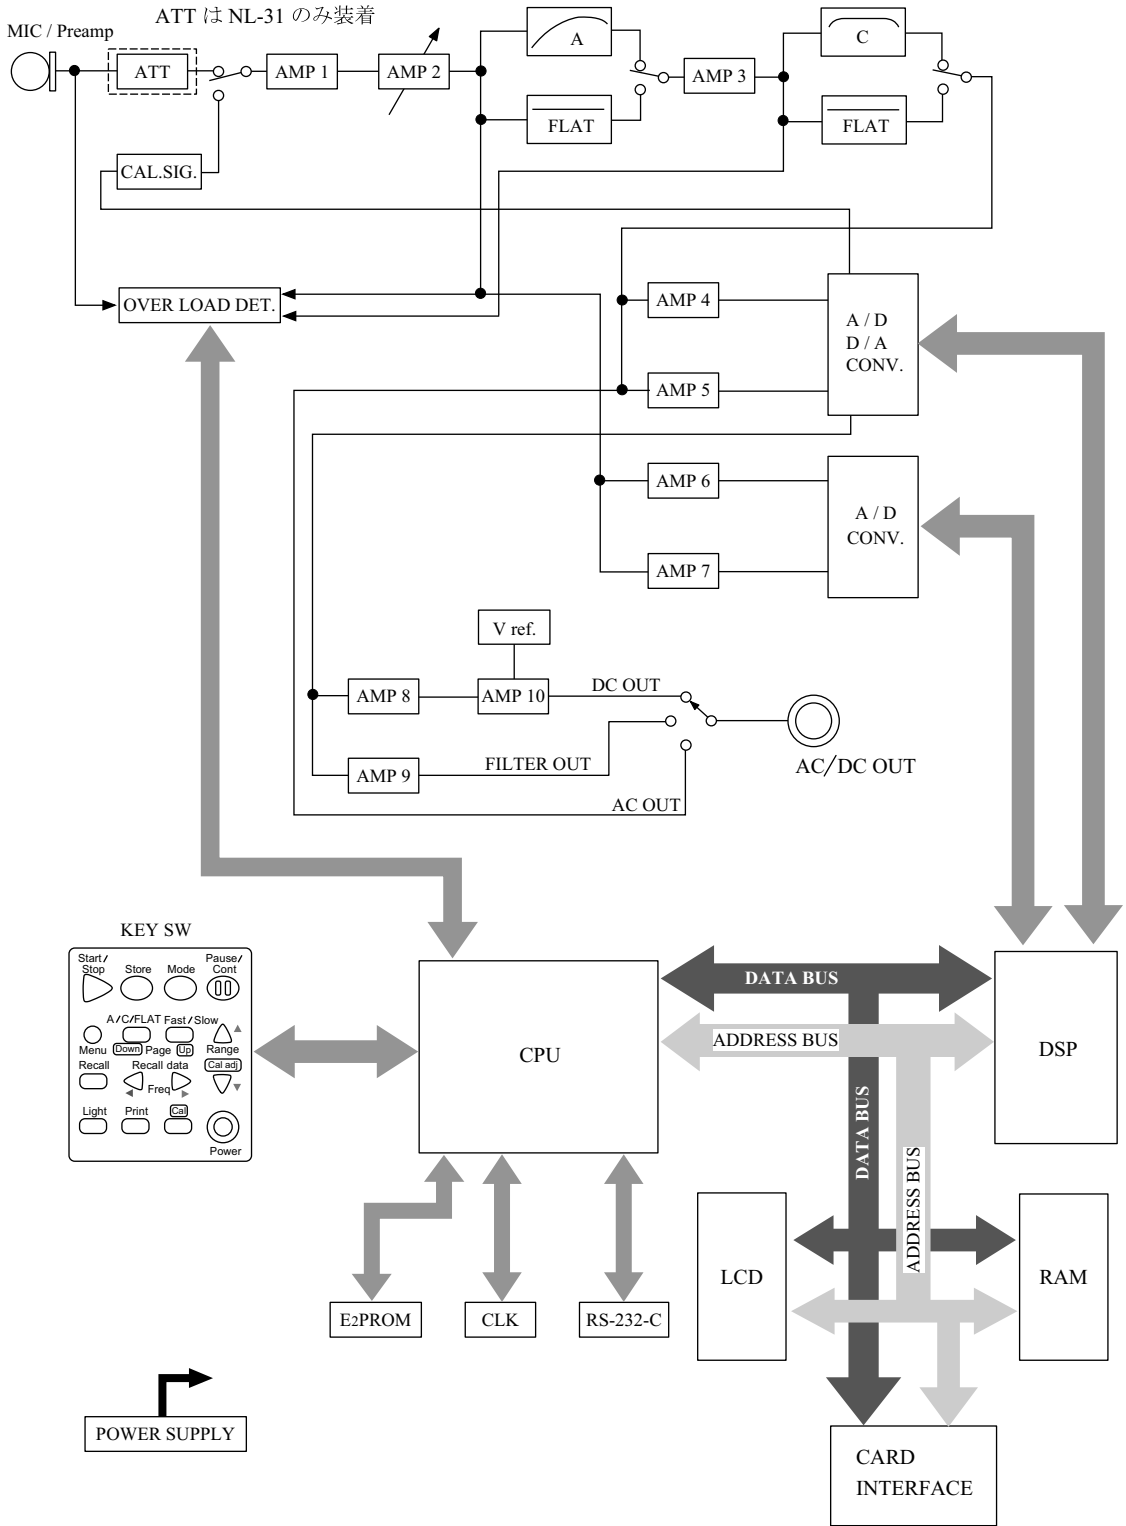 ATT は NL-31 のみ装着
MIC / Preamp
ATT
AMP 1
AMP 2
A
FLAT
AMP 3
C
FLAT
CAL.SIG.
OVER LOAD DET.
AMP 4
AMP 5
A / D
D / A
CONV.
AMP 6
AMP 7
A / D
CONV.
V ref.
AMP 8
AMP 10
DC OUT
AMP 9
FILTER OUT
AC OUT
AC/DC OUT
KEY SW
Start/
Stop
Store
Mode
Pause/
Cont
A/C/FLAT
Fast/Slow
Menu
Down
Page
Up
Range
Recall
Recall data
Cal adj
Freq
Light
Print
Cal
Power
CPU
DATA BUS
ADDRESS BUS
DSP
DATA BUS
ADDRESS BUS
LCD
RAM
E2PROM
CLK
RS-232-C
POWER SUPPLY
CARD
INTERFACE